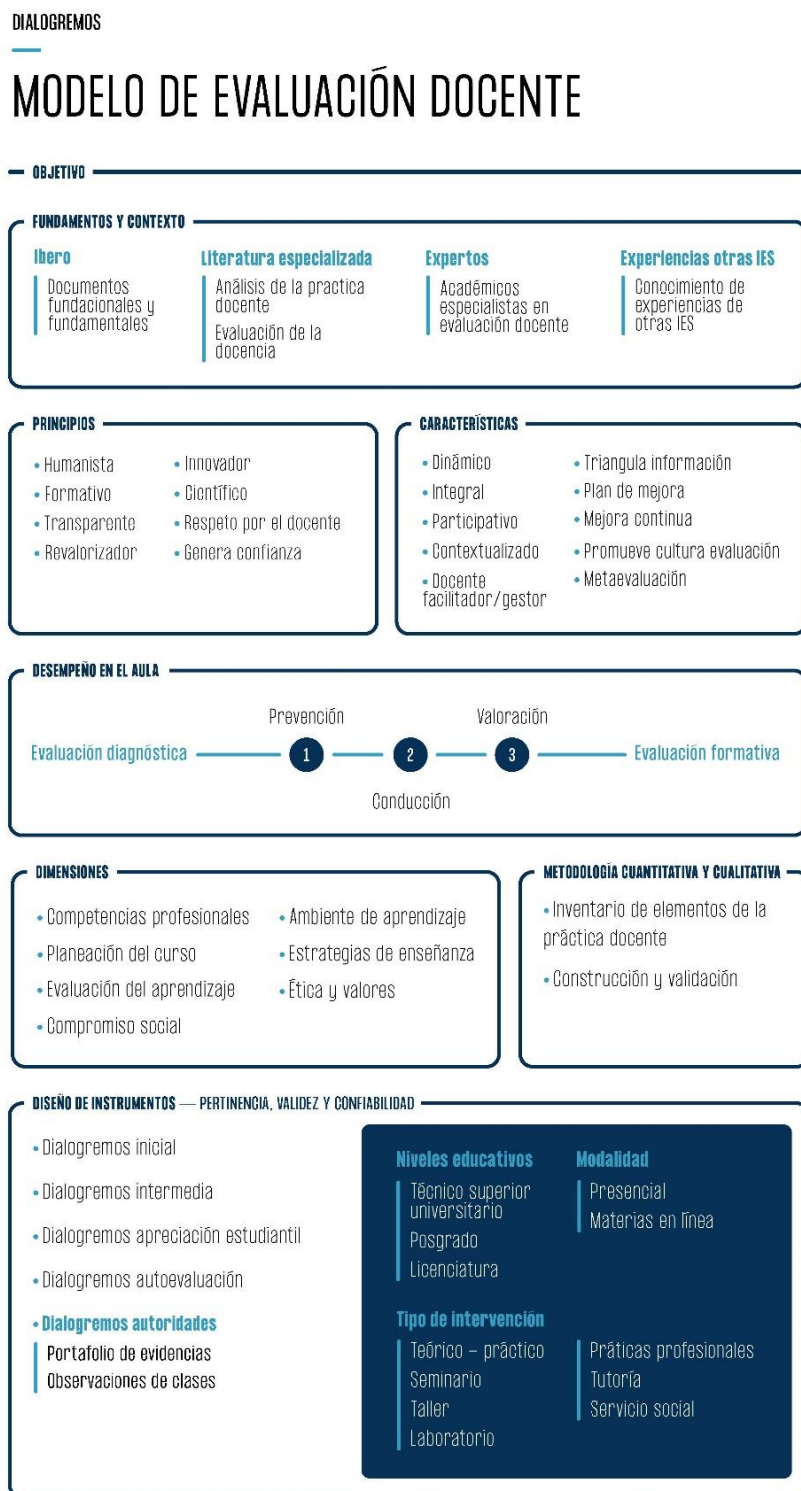 DIALOGREMOS
MODELO DE EVALUACIÓN DOCENTE
OBJETIVO
FUNDAMENTOS Y CONTEXTO
Ibero
Documentos
fundacionales y
fundamentales
Literatura especializada
Análisis de la practica
docente
Evaluación de la
docencia
Expertos
Académicos
especialistas en
evaluación docente
Experiencias otras IES
Conocimiento de
experiencias de
otras IES
PRINCIPIOS
• Humanista
• Formativo
• Transparente
• Revalorizador
• Innovador
• Científico
• Respeto por el docente
• Genera confianza
CARACTERÍSTICAS
• Dinámico
• Integral
• Participativo
• Contextualizado
• Docente
facilitador/gestor
• Triangula información
• Plan de mejora
• Mejora continua
• Promueve cultura evaluación
• Metaevaluación
DESEMPEÑO EN EL AULA
Prevención
Valoración
Evaluación diagnóstica 1 2 3 Evaluación formativa
Conducción
DIMENSIONES
• Competencias profesionales
• Planeación del curso
• Evaluación del aprendizaje
• Compromiso social
• Ambiente de aprendizaje
• Estrategias de enseñanza
• Ética y valores
METODOLOGÍA CUANTITATIVA Y CUALITATIVA
• Inventario de elementos de la
práctica docente
• Construcción y validación
DISEÑO DE INSTRUMENTOS — PERTINENCIA, VALIDEZ Y CONFIABILIDAD
• Dialogremos inicial
• Dialogremos intermedia
• Dialogremos apreciación estudiantil
• Dialogremos autoevaluación
• Dialogremos autoridades
Portafolio de evidencias
Observaciones de clases
Niveles educativos
Técnico superior
universitario
Posgrado
Licenciatura
Modalidad
Presencial
Materias en línea
Tipo de intervención
Teórico – práctico
Seminario
Taller
Laboratorio
Práticas profesionales
Tutoría
Servicio social